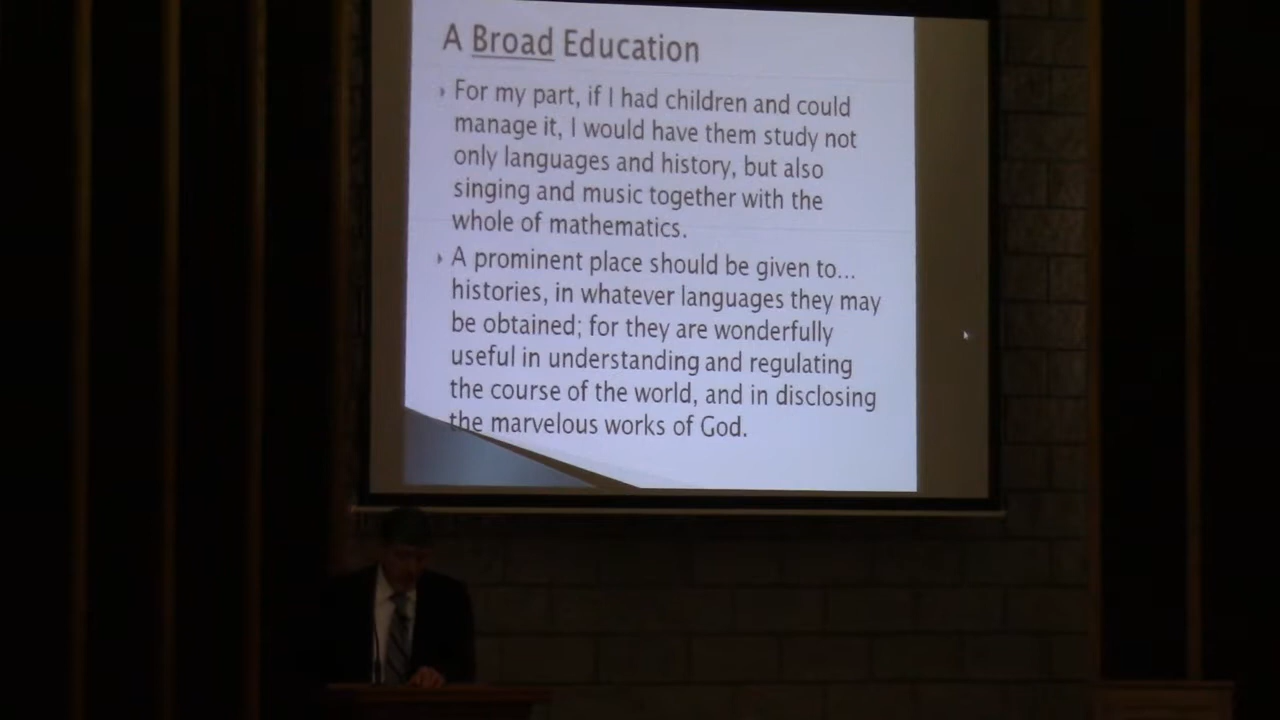 A Broad Education
For my part, if I had children and could
manage it, I would have them study not
only languages and history, but also
singing and music together with the
whole of mathematics.
A prominent place should be given to...
histories, in whatever languages they may
be obtained; for they are wonderfully
useful in understanding and regulating
the course of the world, and in disclosing
the marvelous works of God.